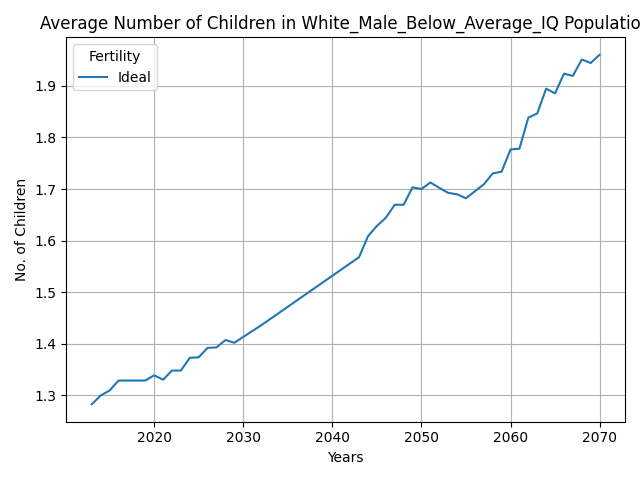 Average Number of Children in White_Male_Below_Average_IQ Populatio
Fertility
Ideal
No. of Children
1.9
1.8
1.7
1.6
1.5
1.4
1.3
2020 2030 2040 2050 2060 2070
Years